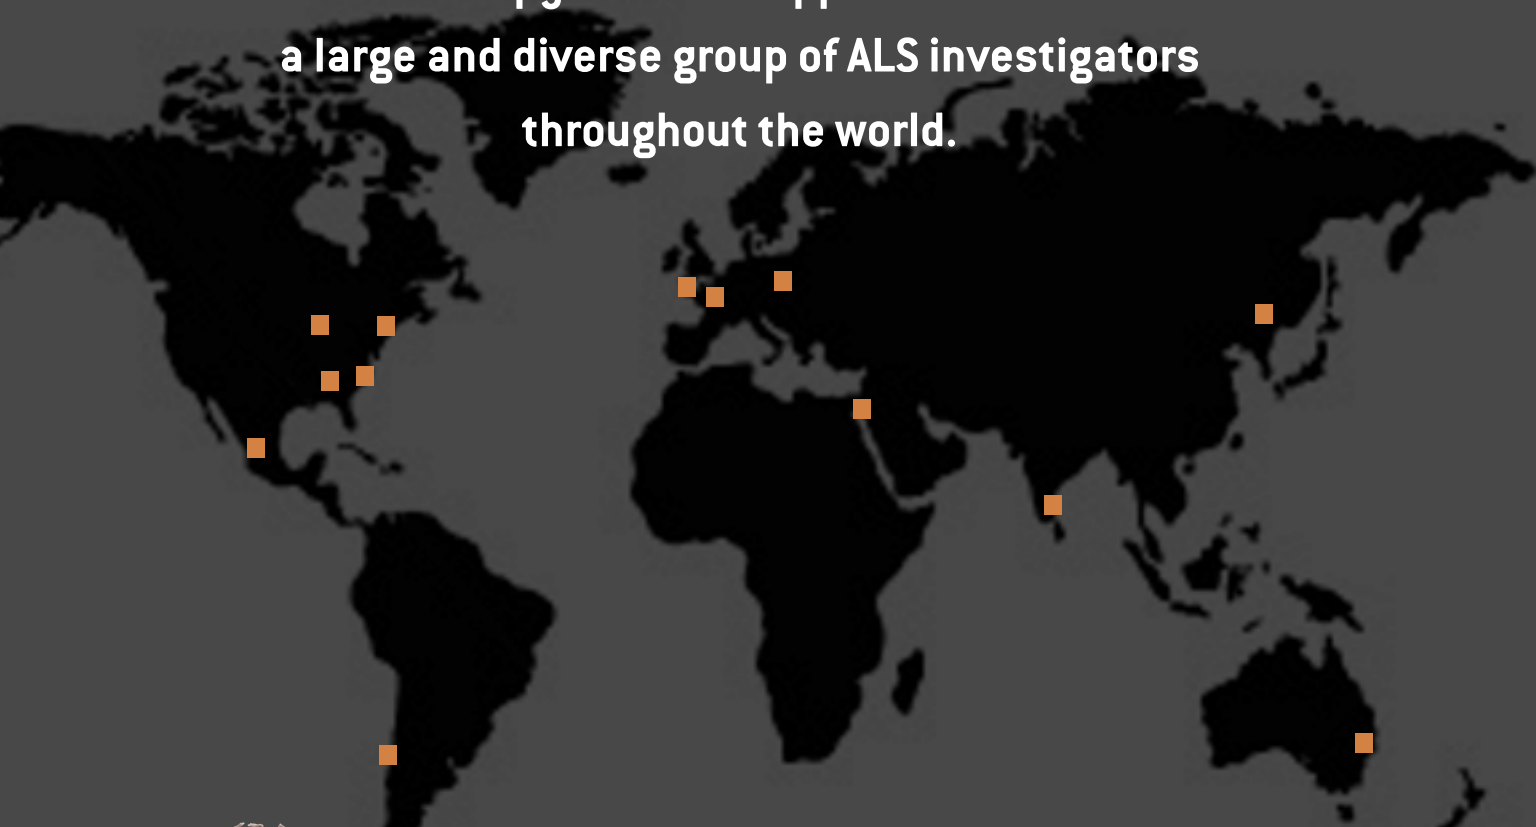 a large and diverse group of ALS investigators
throughout the world.